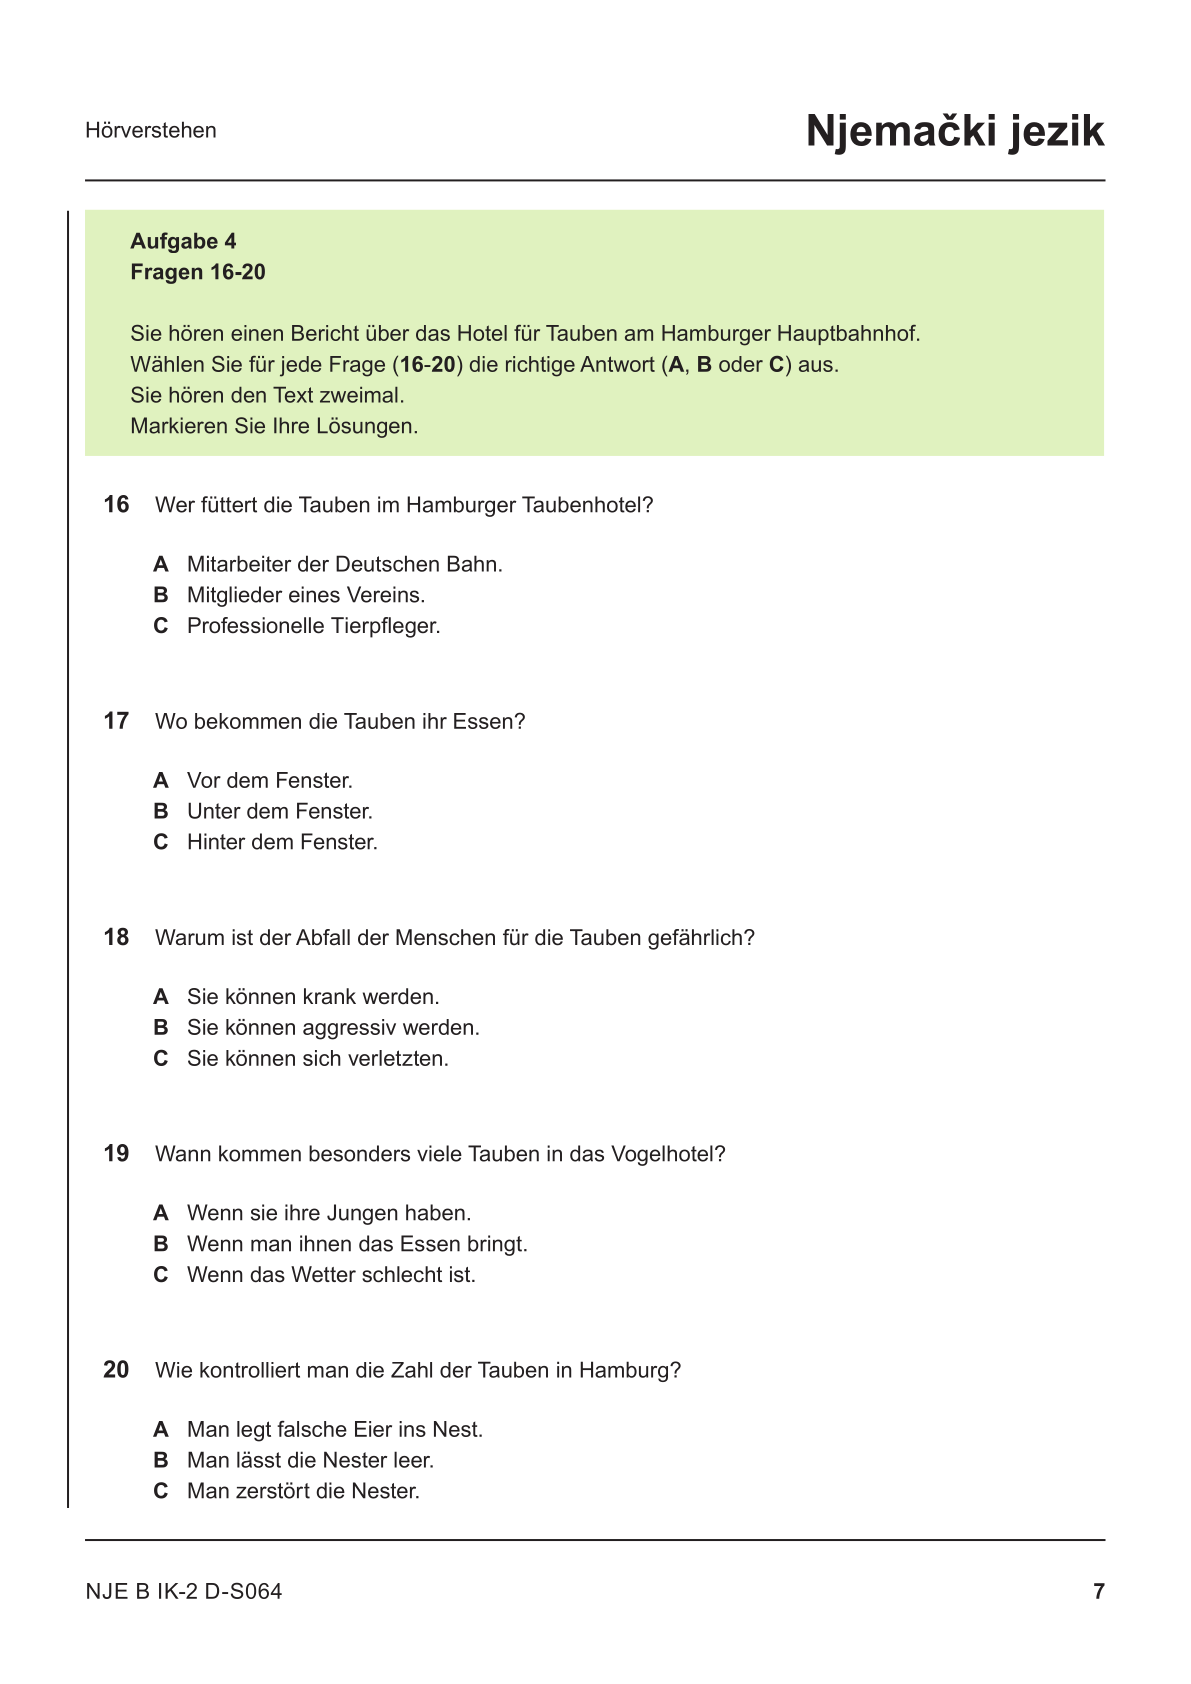 Hörverstehen
Njemački jezik
Aufgabe 4
Fragen 16-20
Sie hören einen Bericht über das Hotel für Tauben am Hamburger Hauptbahnhof.
Wählen Sie für jede Frage (16-20) die richtige Antwort (A, B oder C) aus.
Sie hören den Text zweimal.
Markieren Sie Ihre Lösungen.
16 Wer füttert die Tauben im Hamburger Taubenhotel?
A Mitarbeiter der Deutschen Bahn.
B Mitglieder eines Vereins.
C Professionelle Tierpfleger.
17 Wo bekommen die Tauben ihr Essen?
A Vor dem Fenster.
B Unter dem Fenster.
C Hinter dem Fenster.
18 Warum ist der Abfall der Menschen für die Tauben gefährlich?
A Sie können krank werden.
B Sie können aggressiv werden.
C Sie können sich verletzten.
19 Wann kommen besonders viele Tauben in das Vogelhotel?
A Wenn sie ihre Jungen haben.
B Wenn man ihnen das Essen bringt.
C Wenn das Wetter schlecht ist.
20 Wie kontrolliert man die Zahl der Tauben in Hamburg?
A Man legt falsche Eier ins Nest.
B Man lässt die Nester leer.
C Man zerstört die Nester.
NJE B IK-2 D-S064
7